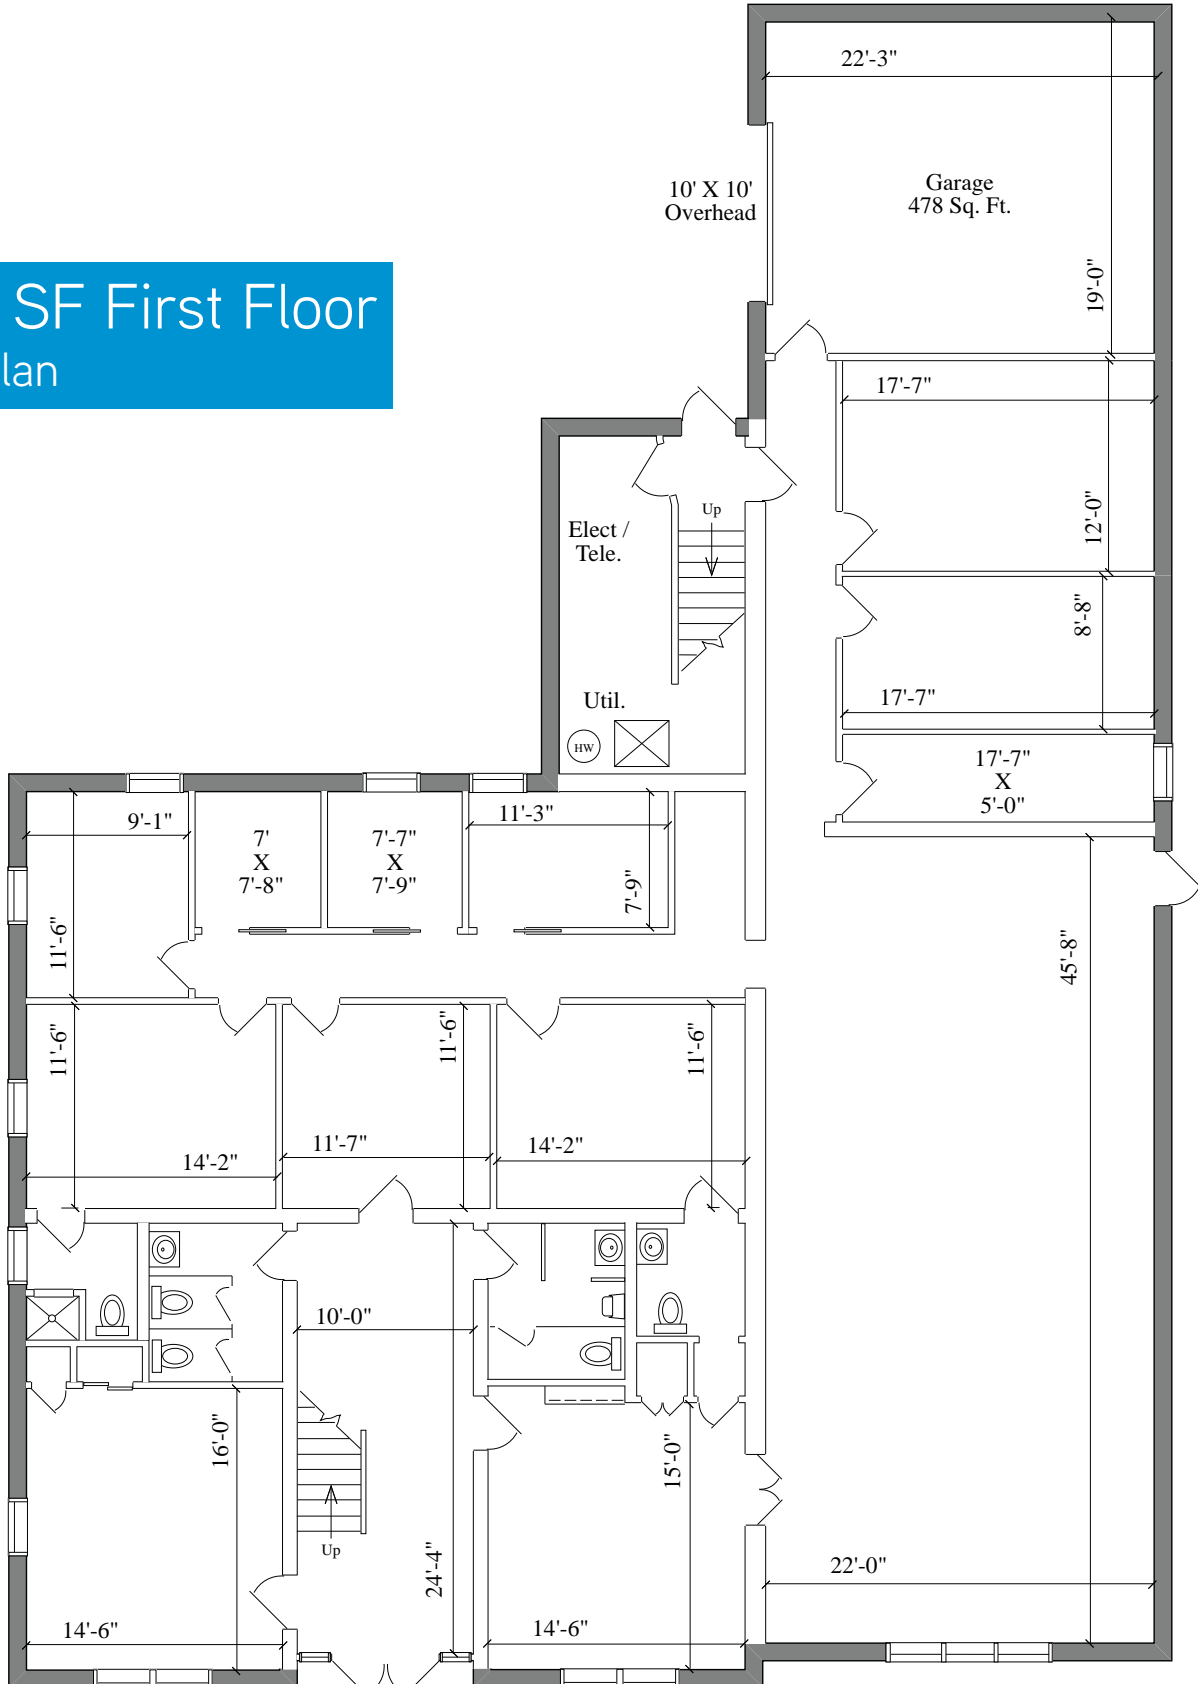 22'-3"
10' X 10'
Overhead
Garage
478 Sq. Ft.
19'-0"
SF First Floor
lan
17'-7"
12'-0"
Up
Elect /
Tele.
8'-8"
17'-7"
Util.
HW
17'-7"
X
5'-0"
9'-1"
7'
X
7'-8"
7'-7"
X
7'-9"
11'-3"
7'-9"
11'-6"
45'-8"
11'-6"
11'-6"
11'-6"
14'-2"
11'-7"
14'-2"
10'-0"
16'-0"
15'-0"
Up
24'-4"
22'-0"
14'-6"
14'-6"